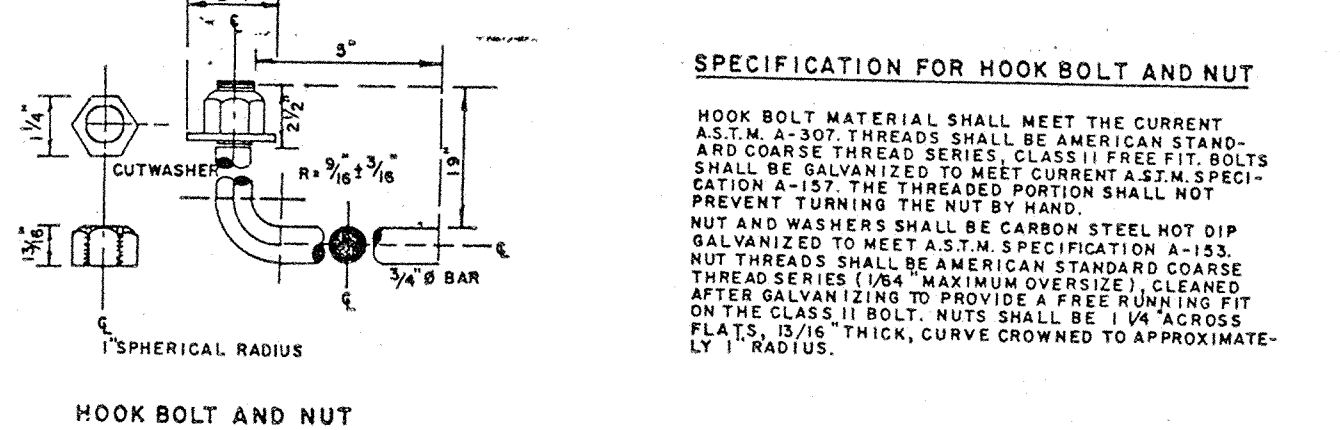 ℄
5"
1 1/4"
2 1/2"
19"
CUTWASHER
R= 9/16" ± 3/16"
13/16"
℄
3/4" Ø BAR
℄
℄
1" SPHERICAL RADIUS
HOOK BOLT AND NUT
SPECIFICATION FOR HOOK BOLT AND NUT
HOOK BOLT MATERIAL SHALL MEET THE CURRENT
A.S.T.M. A-307. THREADS SHALL BE AMERICAN STAND-
ARD COARSE THREAD SERIES, CLASS II FREE FIT. BOLTS
SHALL BE GALVANIZED TO MEET CURRENT A.S.T.M. SPECI-
CATION A-157. THE THREADED PORTION SHALL NOT
PREVENT TURNING THE NUT BY HAND.
NUT AND WASHERS SHALL BE CARBON STEEL HOT DIP
GALVANIZED TO MEET A.S.T.M. SPECIFICATION A-153.
NUT THREADS SHALL BE AMERICAN STANDARD COARSE
THREAD SERIES (1/64" MAXIMUM OVERSIZE), CLEANED
AFTER GALVANIZING TO PROVIDE A FREE RUNNING FIT
ON THE CLASS II BOLT. NUTS SHALL BE 1 1/4" ACROSS
FLATS, 13/16" THICK, CURVE CROWNED TO APPROXIMATE-
LY 1" RADIUS.